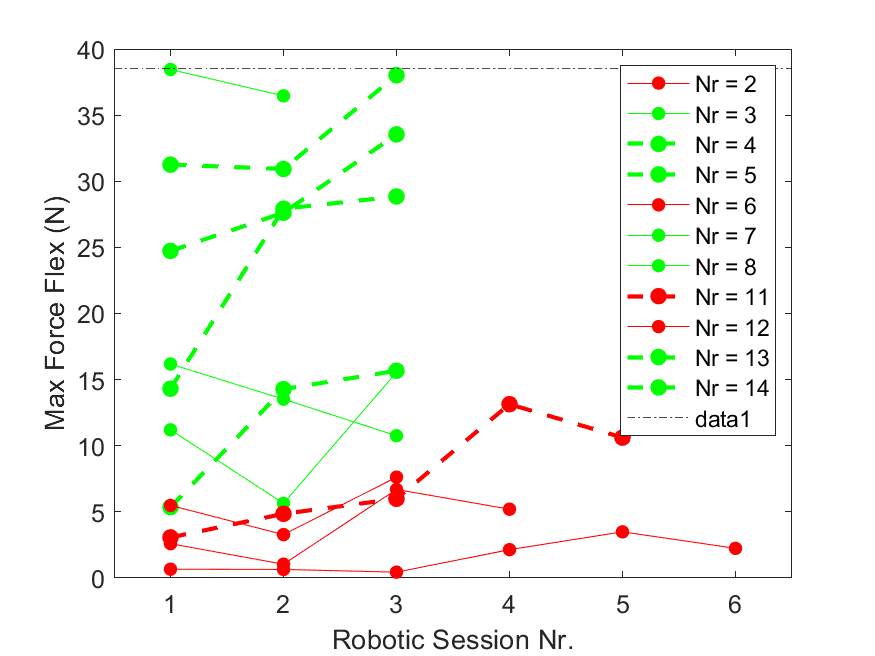 40
35
30
25
20
15
10
5
0
Max Force Flex (N)
1 2 3 4 5 6
Robotic Session Nr.
Nr = 2
Nr = 3
Nr = 4
Nr = 5
Nr = 6
Nr = 7
Nr = 8
Nr = 11
Nr = 12
Nr = 13
Nr = 14
data1